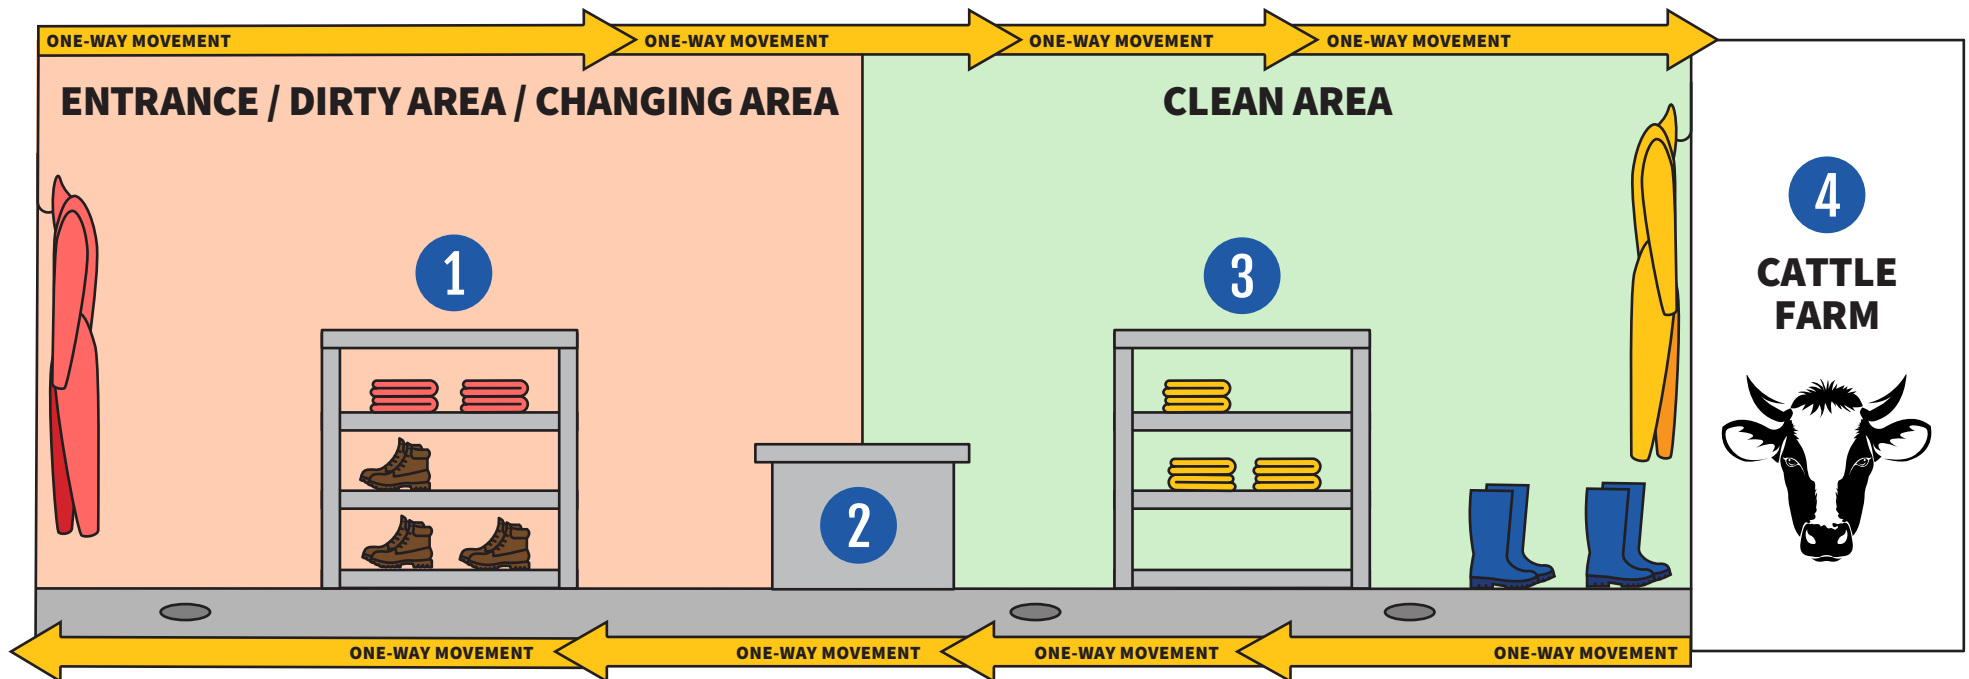 ONE-WAY MOVEMENT
ONE-WAY MOVEMENT
ONE-WAY MOVEMENT
ONE-WAY MOVEMENT
ENTRANCE / DIRTY AREA / CHANGING AREA
CLEAN AREA
1
2
3
4
CATTLE
FARM
ONE-WAY MOVEMENT
ONE-WAY MOVEMENT
ONE-WAY MOVEMENT
ONE-WAY MOVEMENT